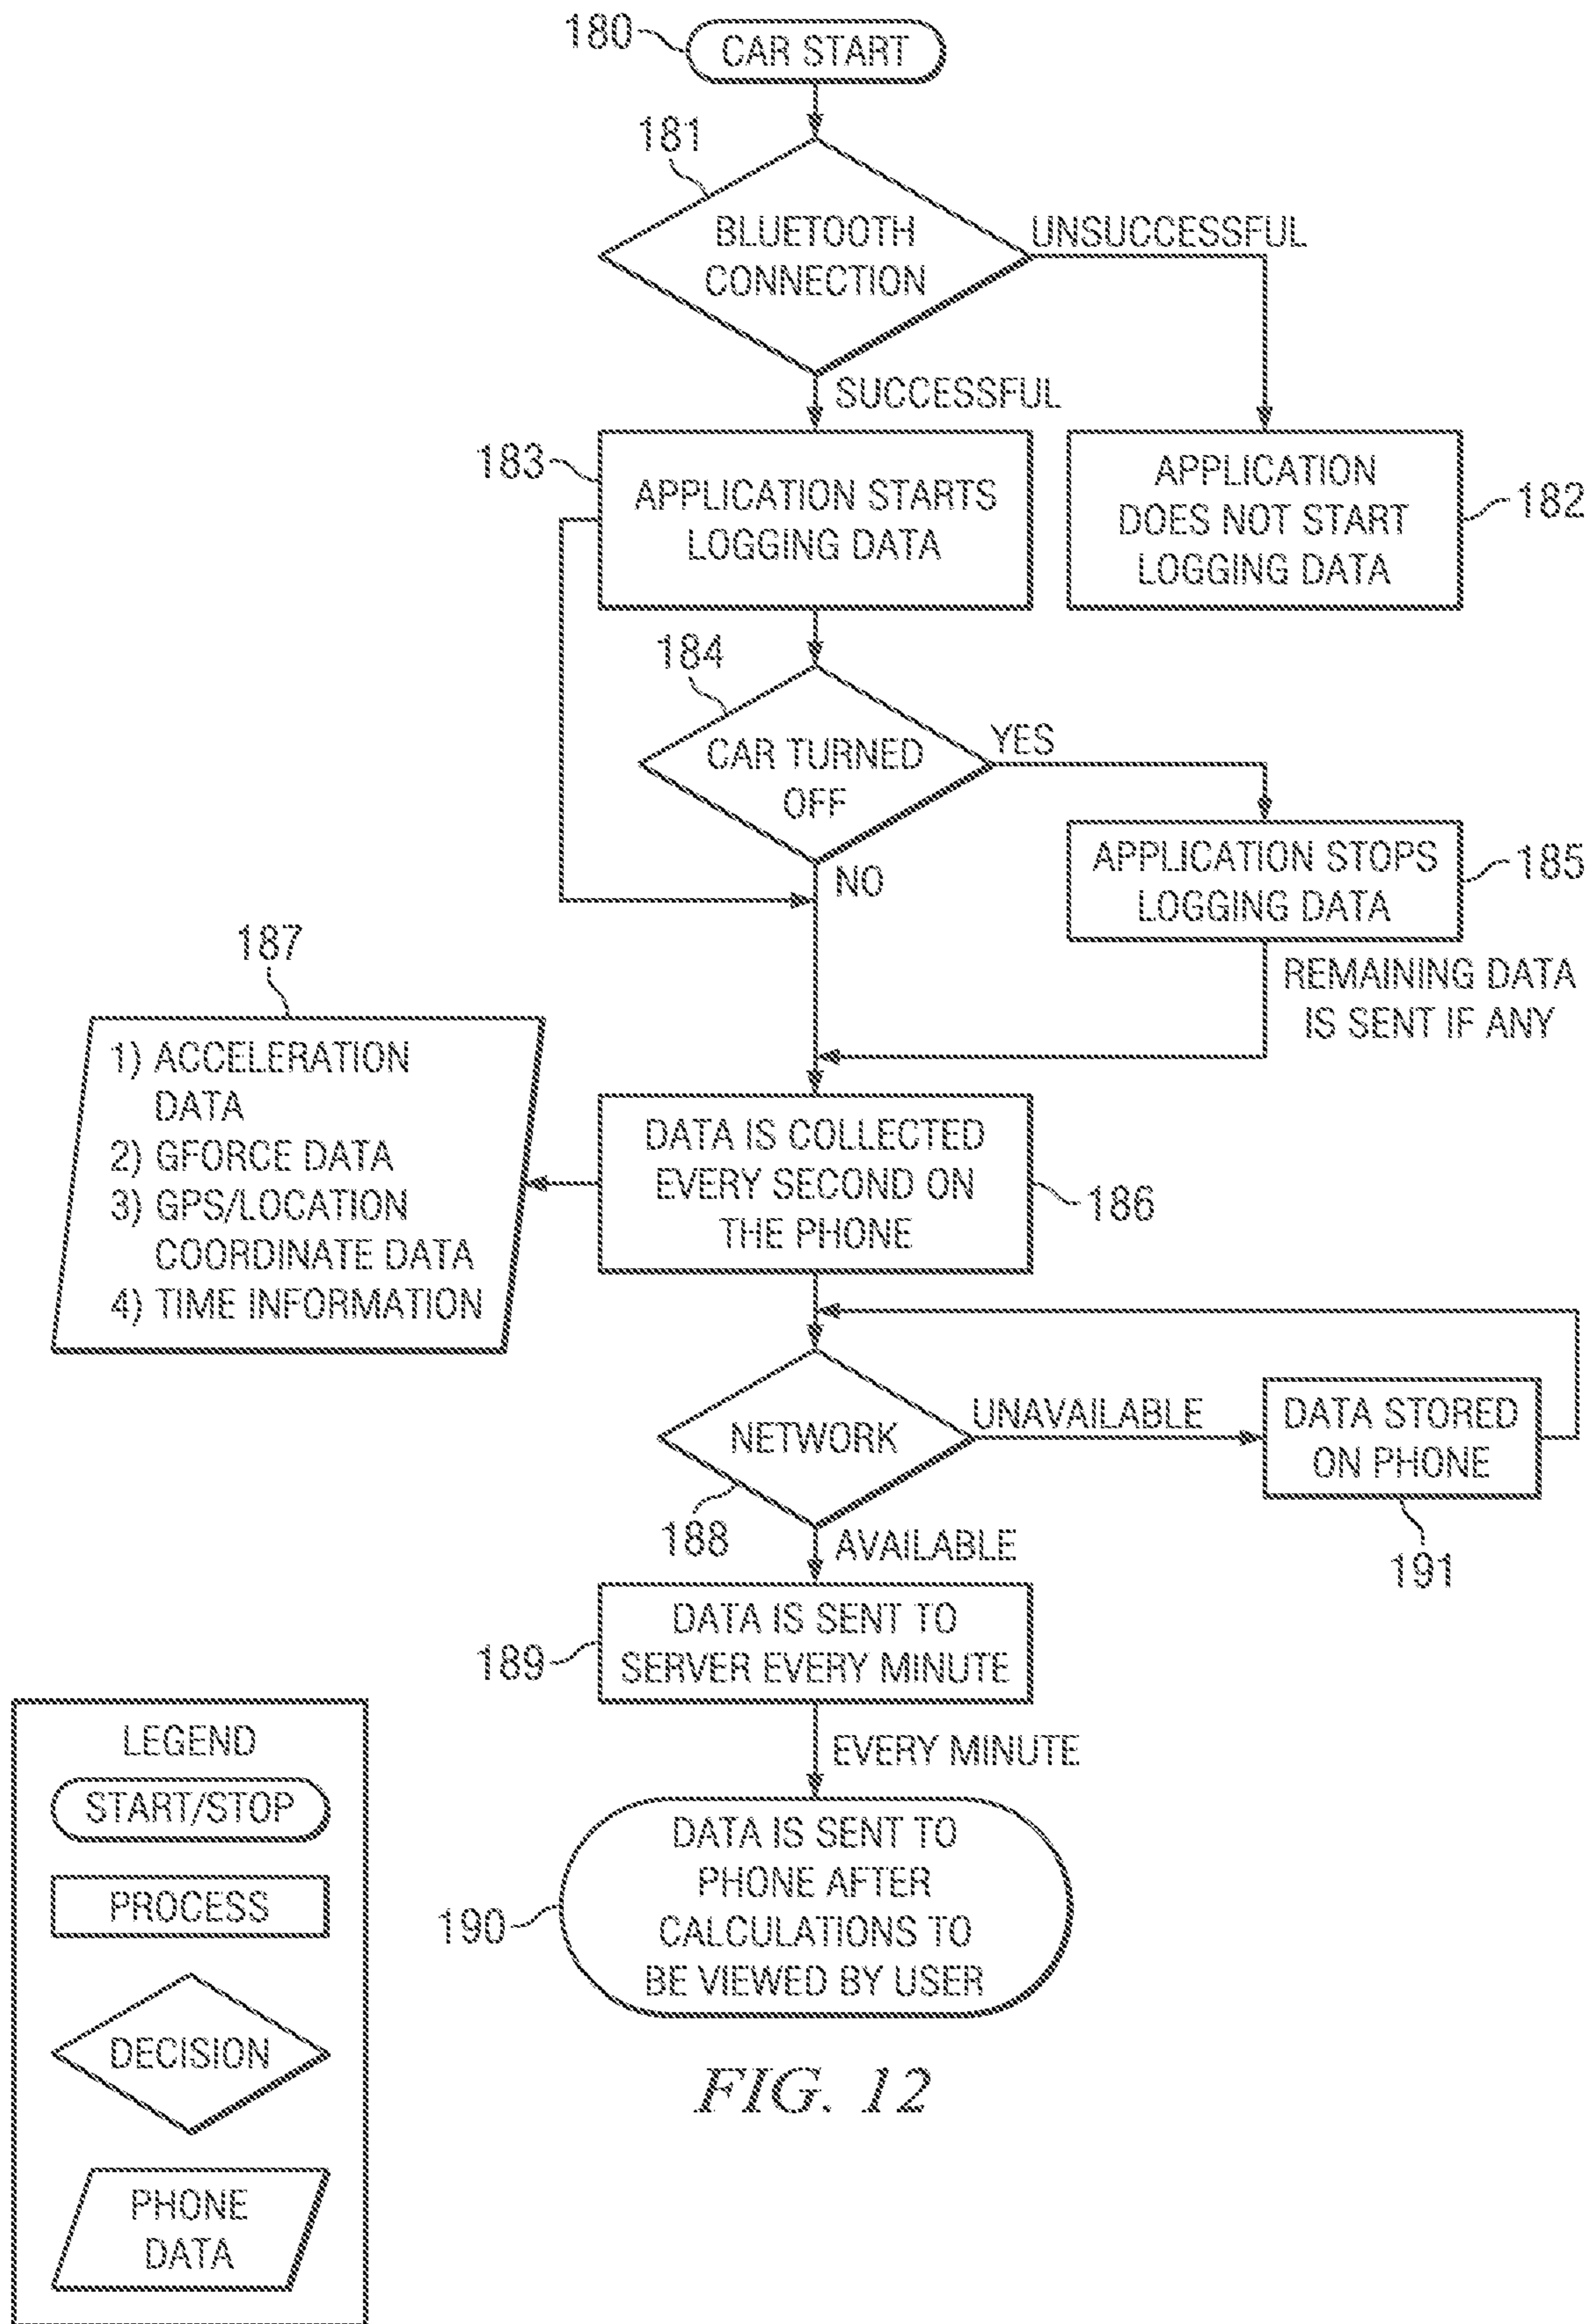 180
CAR START
181
BLUETOOTH
CONNECTION
UNSUCCESSFUL
SUCCESSFUL
183
APPLICATION STARTS
LOGGING DATA
APPLICATION
DOES NOT START
LOGGING DATA
182
184
CAR TURNED
OFF
YES
NO
APPLICATION STOPS
LOGGING DATA
185
REMAINING DATA
IS SENT IF ANY
187
1) ACCELERATION
DATA
2) GFORCE DATA
3) GPS/LOCATION
COORDINATE DATA
4) TIME INFORMATION
DATA IS COLLECTED
EVERY SECOND ON
THE PHONE
186
NETWORK
188
UNAVAILABLE
DATA STORED
ON PHONE
191
AVAILABLE
189
DATA IS SENT TO
SERVER EVERY MINUTE
EVERY MINUTE
190
DATA IS SENT TO
PHONE AFTER
CALCULATIONS TO
BE VIEWED BY USER
LEGEND
START/STOP
PROCESS
DECISION
PHONE
DATA
FIG. 12